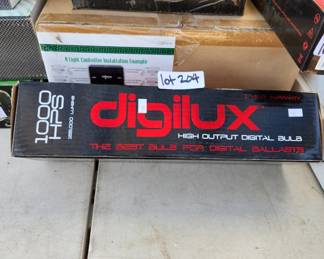 A Light Controller Installation Example
lot 204
1000
HPS
digilux
HIGH OUTPUT DIGITAL BULB
THE BEST BULB FOR DIGITAL BALLASTS